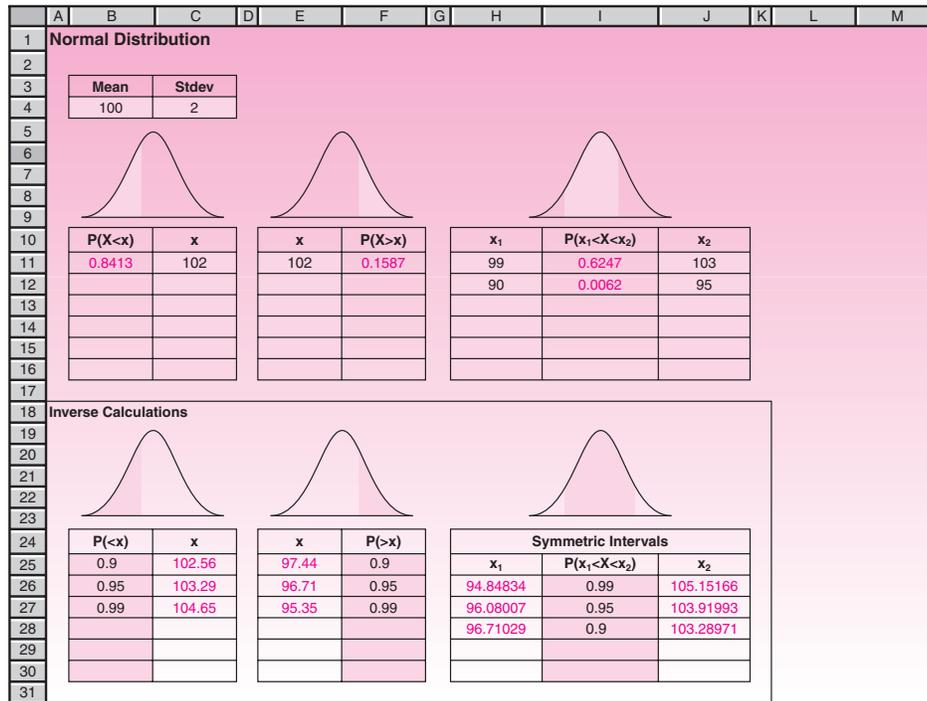 A B C D E F G H I J K L M
1 Normal Distribution
2
3 Mean Stdev
4 100 2
5
6
7
8
9
10 P(X<x) x x P(X>x) x₁ P(x₁<X<x₂) x₂
11 0.8413 102 102 0.1587 99 0.6247 103
12 90 0.0062 95
13
14
15
16
17
18 Inverse Calculations
19
20
21
22
23
24 P(<x) x x P(>x) Symmetric Intervals
25 0.9 102.56 97.44 0.9 x₁ P(x₁<X<x₂) x₂
26 0.95 103.29 96.71 0.95 94.84834 0.99 105.15166
27 0.99 104.65 95.35 0.99 96.08007 0.95 103.91993
28 96.71029 0.9 103.28971
29
30
31